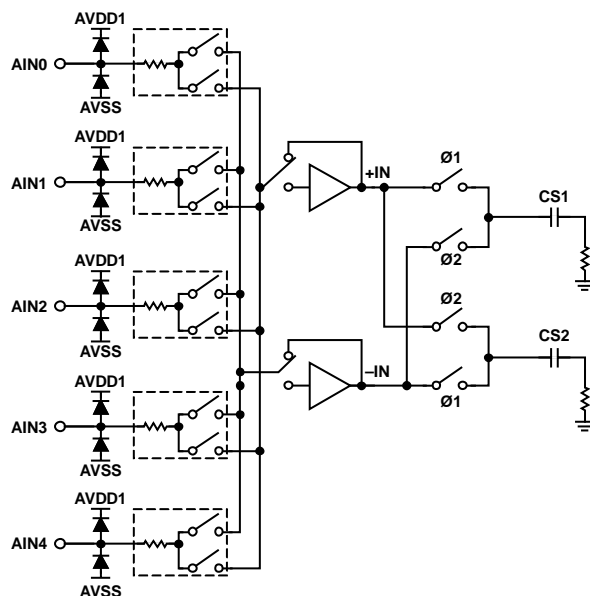 AVDD1
AIN0
AVSS
AVDD1
AIN1
AVSS
AVDD1
AIN2
AVSS
AVDD1
AIN3
AVSS
AVDD1
AIN4
AVSS
+IN
–IN
Ø1
Ø2
Ø2
Ø1
CS1
CS2